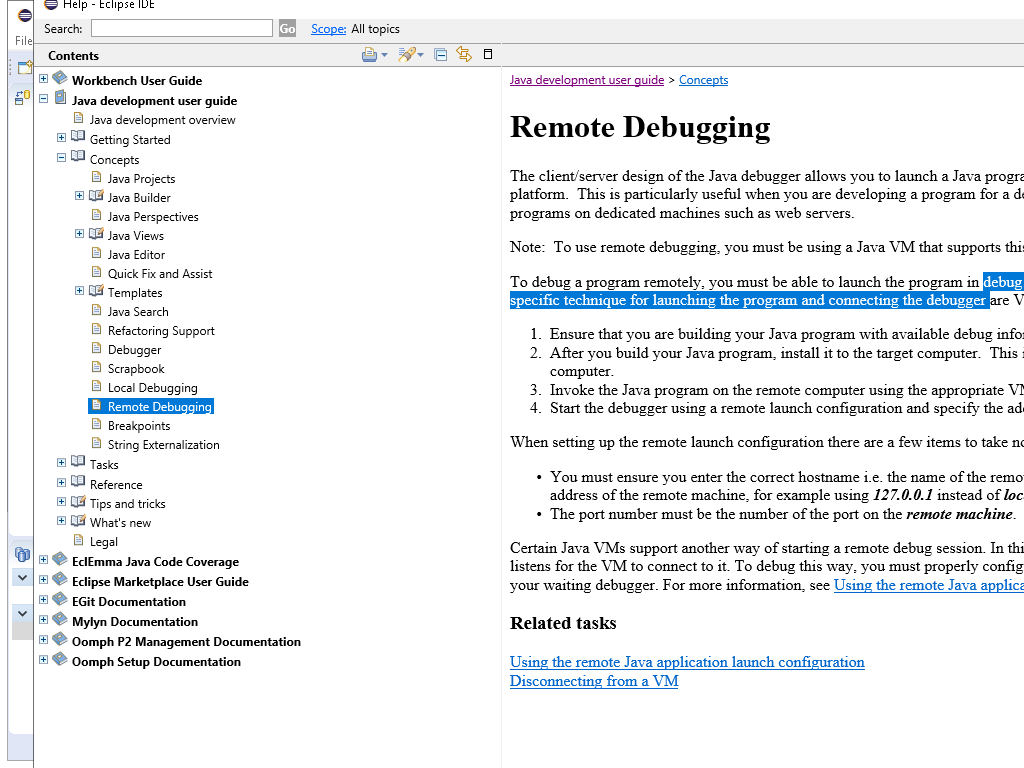 Help - Eclipse IDE
File
Search:
Go
Scope: All topics
Contents
Workbench User Guide
Java development user guide
Java development overview
Getting Started
Concepts
Java Projects
Java Builder
Java Perspectives
Java Views
Java Editor
Quick Fix and Assist
Templates
Java Search
Refactoring Support
Debugger
Scrapbook
Local Debugging
Remote Debugging
Breakpoints
String Externalization
Tasks
Reference
Tips and tricks
What's new
Legal
EclEmma Java Code Coverage
Eclipse Marketplace User Guide
EGit Documentation
Mylyn Documentation
Oomph P2 Management Documentation
Oomph Setup Documentation
Java development user guide > Concepts
Remote Debugging
The client/server design of the Java debugger allows you to launch a Java progra
platform.  This is particularly useful when you are developing a program for a de
programs on dedicated machines such as web servers.
Note:  To use remote debugging, you must be using a Java VM that supports this
To debug a program remotely, you must be able to launch the program in debug
specific technique for launching the program and connecting the debugger are V
1. Ensure that you are building your Java program with available debug infor
2. After you build your Java program, install it to the target computer.  This i
computer.
3. Invoke the Java program on the remote computer using the appropriate VM
4. Start the debugger using a remote launch configuration and specify the add
When setting up the remote launch configuration there are a few items to take no
• You must ensure you enter the correct hostname i.e. the name of the remo
address of the remote machine, for example using 127.0.0.1 instead of loc
• The port number must be the number of the port on the remote machine.
Certain Java VMs support another way of starting a remote debug session. In thi
listens for the VM to connect to it. To debug this way, you must properly config
your waiting debugger. For more information, see Using the remote Java applica
Related tasks
Using the remote Java application launch configuration
Disconnecting from a VM